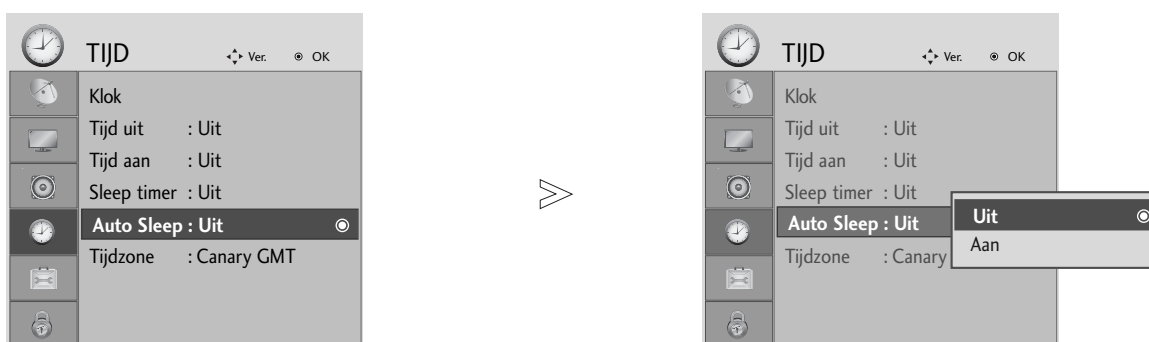 TIJD Ver. OK
Klok
Tijd uit : Uit
Tijd aan : Uit
Sleep timer : Uit
Auto Sleep : Uit
Tijdzone : Canary GMT
TIJD Ver. OK
Klok
Tijd uit : Uit
Tijd aan : Uit
Sleep timer : Uit
Auto Sleep : Uit
Tijdzone : Canary
Uit
Aan